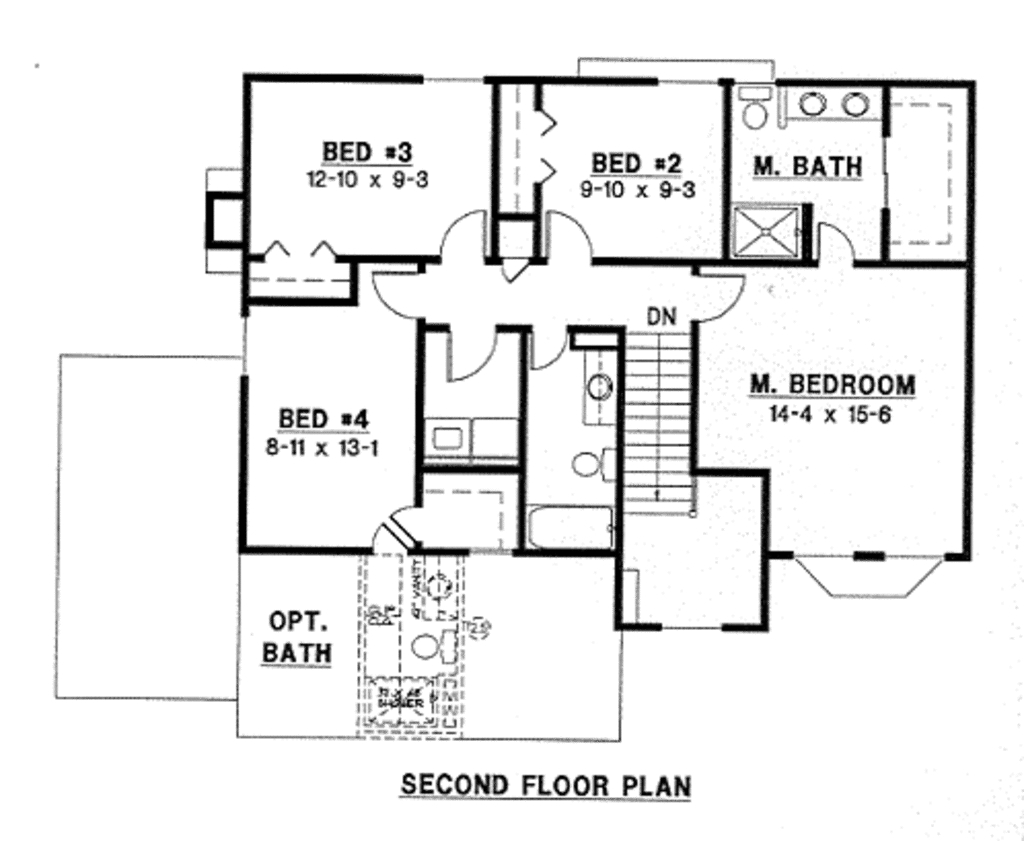 BED #3
12-10 x 9-3
BED #2
9-10 x 9-3
M. BATH
DN
M. BEDROOM
14-4 x 15-6
BED #4
8-11 x 13-1
VANITY
OPT.
BATH
SECOND FLOOR PLAN